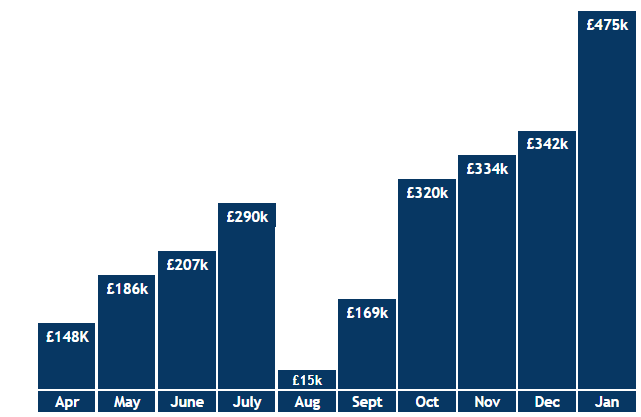 £475k
£342k
£334k
£320k
£290k
£207k
£186k
£169k
£148K
£15k
Apr May June July Aug Sept Oct Nov Dec Jan